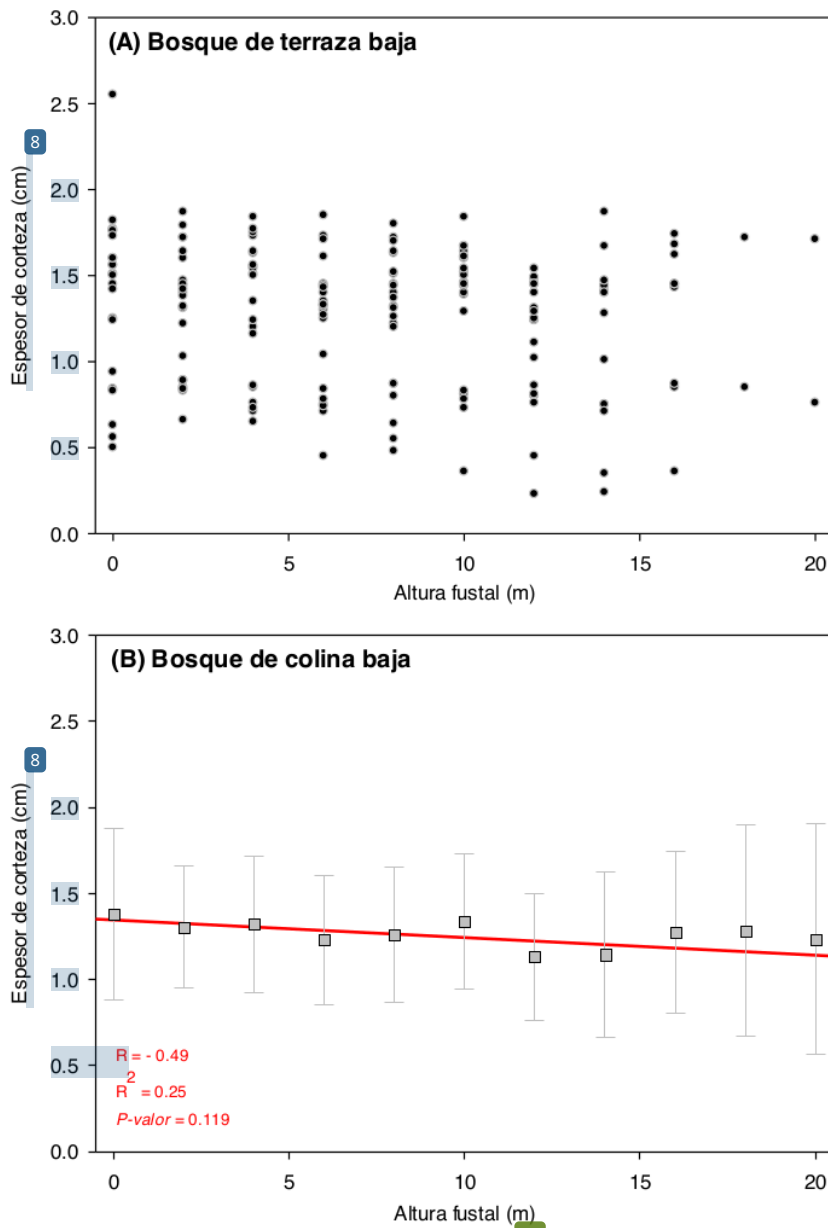 (A) Bosque de terraza baja
3.0
2.5
2.0
1.5
1.0
0.5
0.0
Espesor de corteza (cm)
8
0 5 10 15 20
Altura fustal (m)
(B) Bosque de colina baja
3.0
2.5
2.0
1.5
1.0
0.5
0.0
Espesor de corteza (cm)
8
R = - 0.49
R² = 0.25
P-valor = 0.119
0 5 10 15 20
Altura fustal (m)